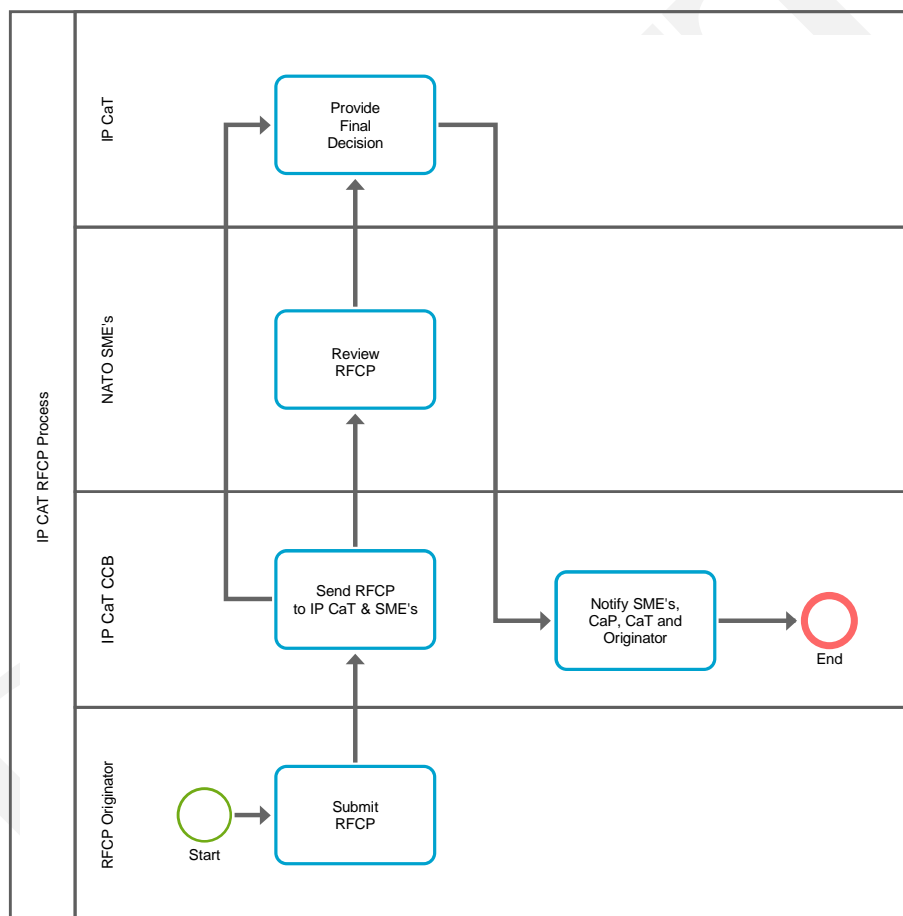 IP CAT RFCP Process
IP CaT
Provide
Final
Decision
NATO SME's
Review
RFCP
IP CaT CCB
Send RFCP
to IP CaT & SME's
Notify SME's,
CaP, CaT and
Originator
End
RFCP Originator
Start
Submit
RFCP